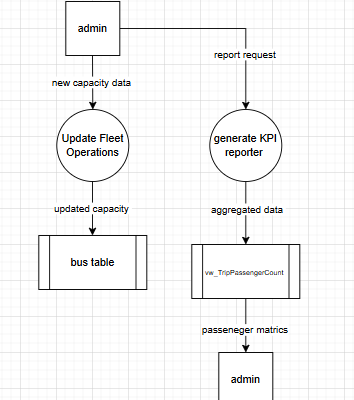 admin
report request
new capacity data
Update Fleet
Operations
generate KPI
reporter
updated capacity
aggregated data
bus table
vw_TripPassengerCount
passeneger matrics
admin